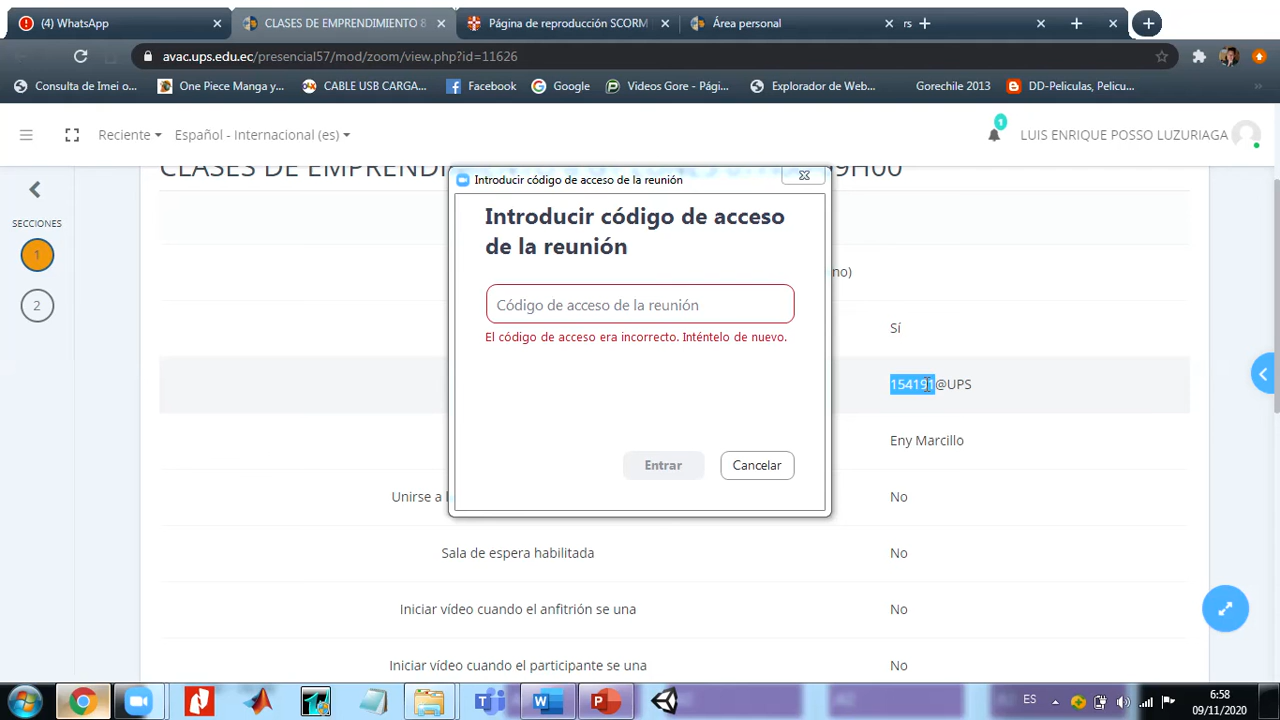 (4) WhatsApp
CLASES DE EMPRENDIMIENTO 8
Página de reproducción SCORM
Área personal
rs
avac.ups.edu.ec/presencial57/mod/zoom/view.php?id=11626
Consulta de Imei o...
One Piece Manga y...
CABLE USB CARGA...
Facebook
Google
Videos Gore - Pág...
Explorador de Web...
Gorechile 2013
DD-Peliculas, Pelicu...
Reciente
Español - Internacional (es)
1
LUIS ENRIQUE POSSO LUZURIAGA
SECCIONES
1
2
Introducir código de acceso de la reunión
Introducir código de acceso
de la reunión
Código de acceso de la reunión
El código de acceso era incorrecto. Inténtelo de nuevo.
Entrar
Cancelar
Sí
154191@UPS
Eny Marcillo
Unirse a l
No
Sala de espera habilitada
No
Iniciar vídeo cuando el anfitrión se una
No
Iniciar vídeo cuando el participante se una
No
ES
6:58
09/11/2020